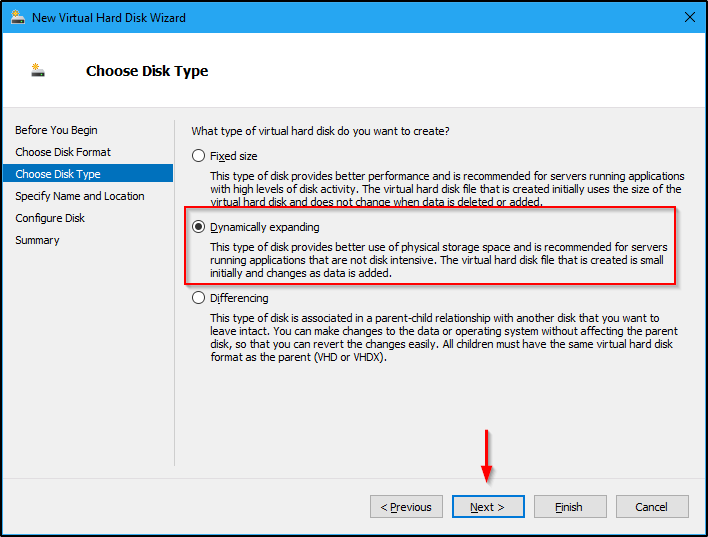 New Virtual Hard Disk Wizard
Choose Disk Type
Before You Begin
Choose Disk Format
Choose Disk Type
Specify Name and Location
Configure Disk
Summary
What type of virtual hard disk do you want to create?
Fixed size
This type of disk provides better performance and is recommended for servers running applications
with high levels of disk activity. The virtual hard disk file that is created initially uses the size of the
virtual hard disk and does not change when data is deleted or added.
Dynamically expanding
This type of disk provides better use of physical storage space and is recommended for servers
running applications that are not disk intensive. The virtual hard disk file that is created is small
initially and changes as data is added.
Differencing
This type of disk is associated in a parent-child relationship with another disk that you want to
leave intact. You can make changes to the data or operating system without affecting the parent
disk, so that you can revert the changes easily. All children must have the same virtual hard disk
format as the parent (VHD or VHDX).
< Previous
Next >
Finish
Cancel